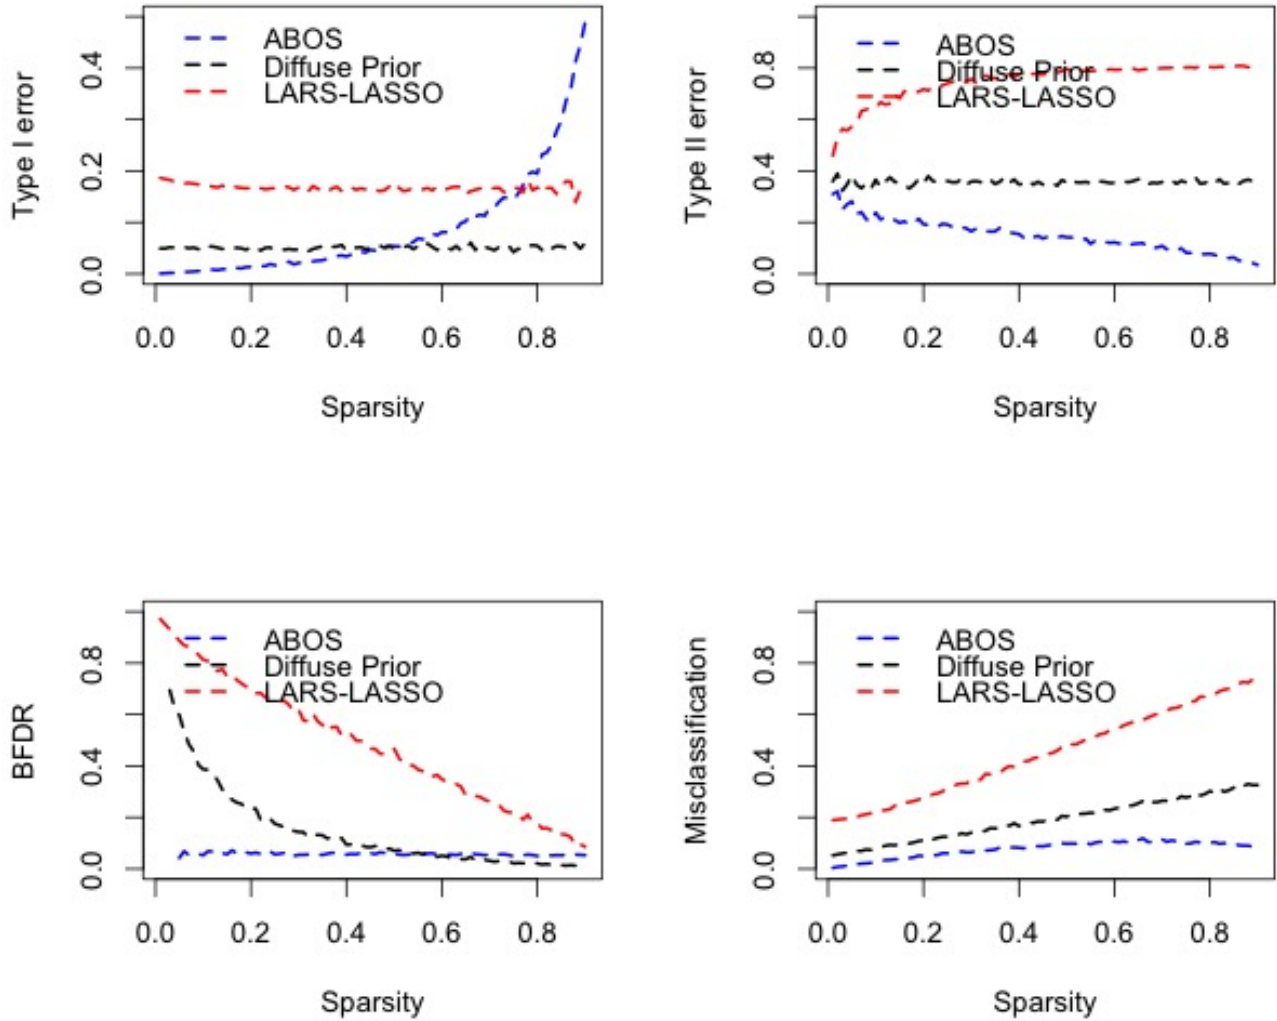 Type I error
0.0 0.2 0.4
ABOS
Diffuse Prior
LARS-LASSO
0.0 0.2 0.4 0.6 0.8
Sparsity
Type II error
0.0 0.4 0.8
ABOS
Diffuse Prior
LARS-LASSO
0.0 0.2 0.4 0.6 0.8
Sparsity
BFDR
0.0 0.4 0.8
ABOS
Diffuse Prior
LARS-LASSO
0.0 0.2 0.4 0.6 0.8
Sparsity
Misclassification
0.0 0.4 0.8
ABOS
Diffuse Prior
LARS-LASSO
0.0 0.2 0.4 0.6 0.8
Sparsity